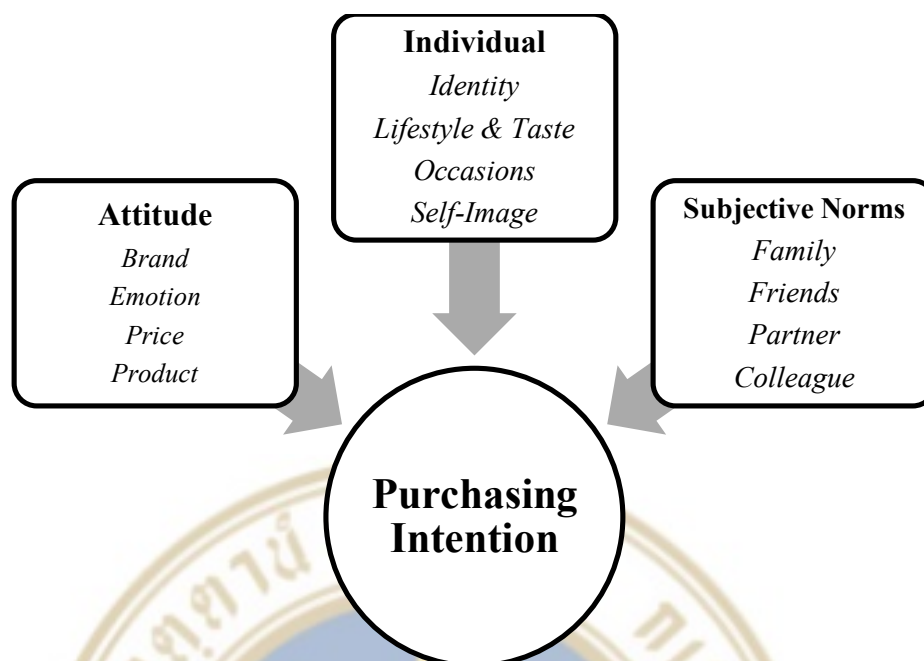 Individual
Identity
Lifestyle & Taste
Occasions
Self-Image
Attitude
Brand
Emotion
Price
Product
Subjective Norms
Family
Friends
Partner
Colleague
Purchasing
Intention